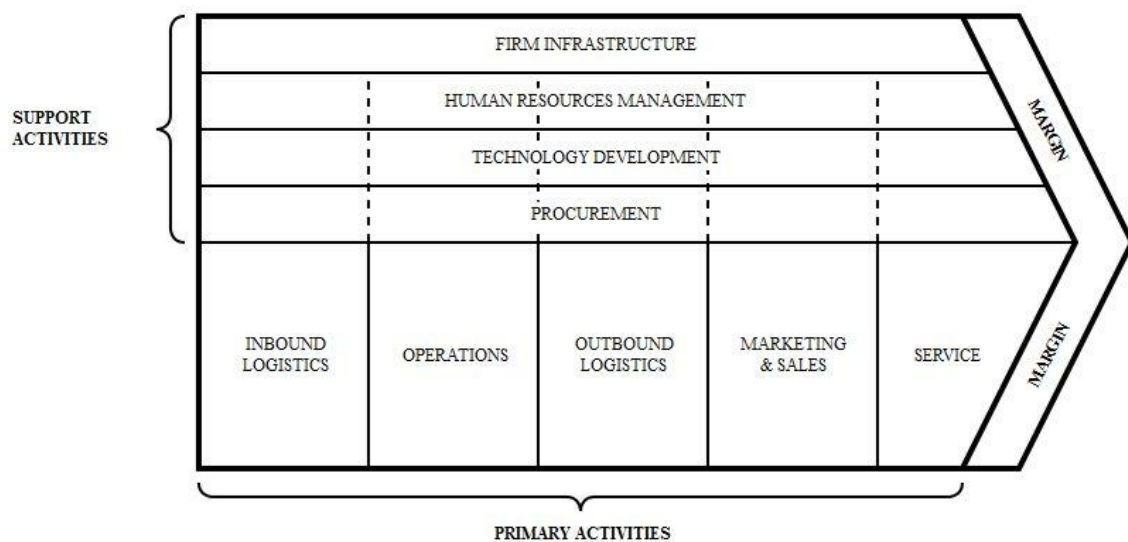 FIRM INFRASTRUCTURE
HUMAN RESOURCES MANAGEMENT
SUPPORT
ACTIVITIES
TECHNOLOGY DEVELOPMENT
PROCUREMENT
MARGIN
INBOUND
LOGISTICS
OPERATIONS
OUTBOUND
LOGISTICS
MARKETING
& SALES
SERVICE
MARGIN
PRIMARY ACTIVITIES